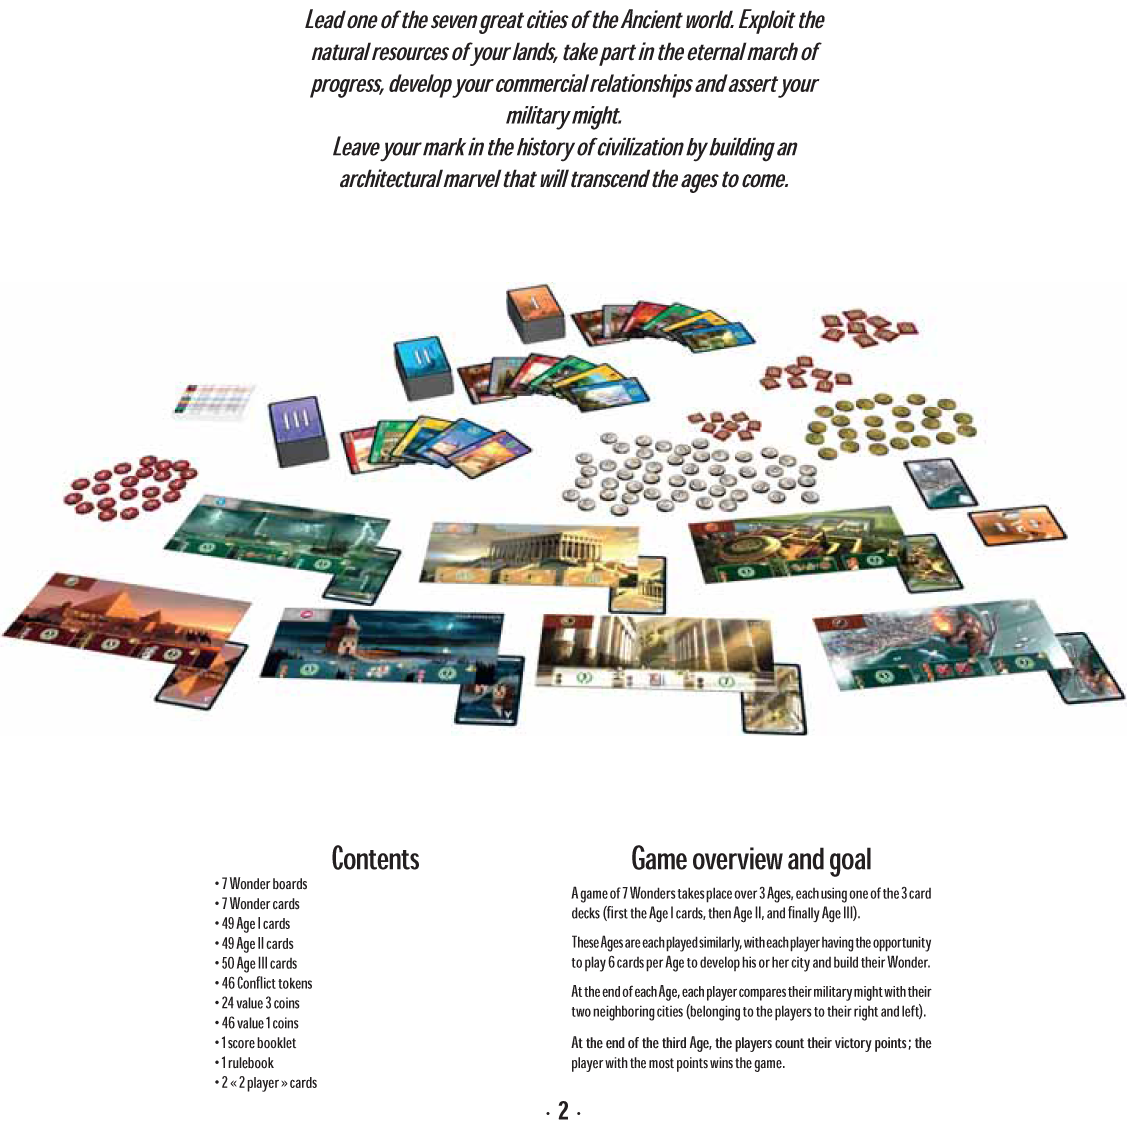 Lead one of the seven great cities of the Ancient world. Exploit the
natural resources of your lands, take part in the eternal march of
progress, develop your commercial relationships and assert your
military might.
Leave your mark in the history of civilization by building an
architectural marvel that will transcend the ages to come.
I
II
III
Contents
• 7 Wonder boards
• 7 Wonder cards
• 49 Age I cards
• 49 Age II cards
• 50 Age III cards
• 46 Conflict tokens
• 24 value 3 coins
• 46 value 1 coins
• 1 score booklet
• 1 rulebook
• 2 « 2 player » cards
Game overview and goal
A game of 7 Wonders takes place over 3 Ages, each using one of the 3 card
decks (first the Age I cards, then Age II, and finally Age III).
These Ages are each played similarly, with each player having the opportunity
to play 6 cards per Age to develop his or her city and build their Wonder.
At the end of each Age, each player compares their military might with their
two neighboring cities (belonging to the players to their right and left).
At the end of the third Age, the players count their victory points ; the
player with the most points wins the game.
· 2 ·